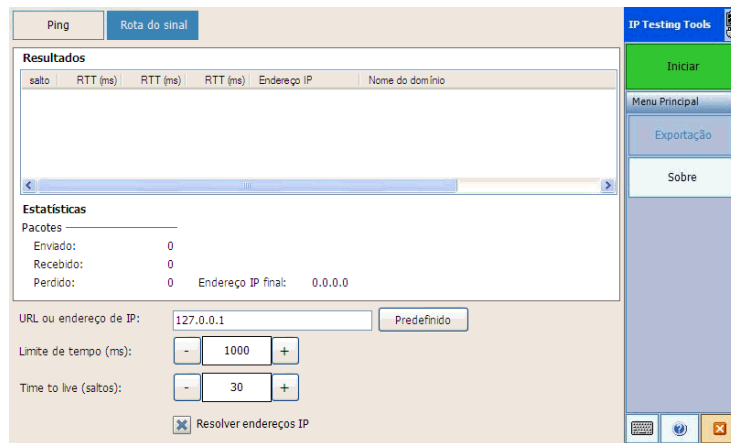 Ping Rota do sinal
IP Testing Tools
Iniciar
Menu Principal
Exportação
Sobre
Resultados
salto RTT (ms) RTT (ms) RTT (ms) Endereço IP Nome do domínio
Estatísticas
Pacotes
Enviado: 0
Recebido: 0
Perdido: 0 Endereço IP final: 0.0.0.0
URL ou endereço de IP: 127.0.0.1 Predefinido
Limite de tempo (ms): - 1000 +
Time to live (saltos): - 30 +
Resolver endereços IP